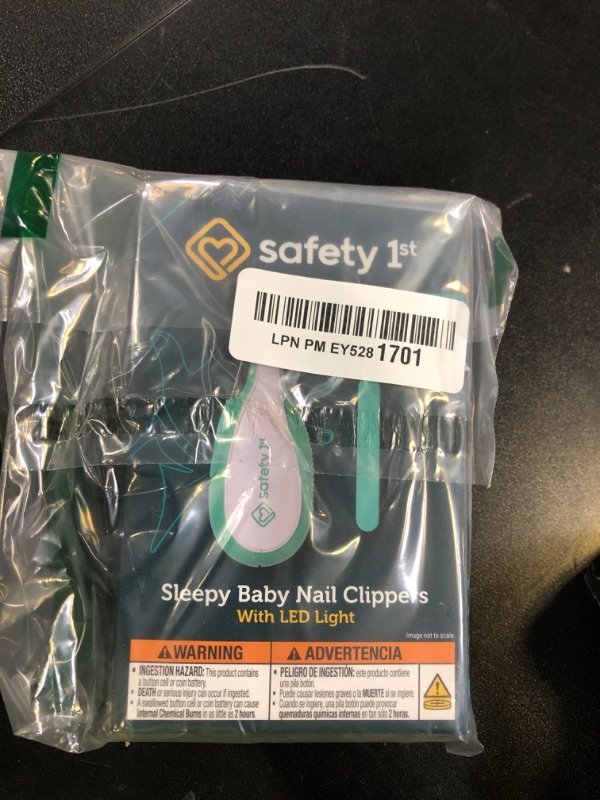 safety 1st
LPN PM EY528 1701
safety 1st
Sleepy Baby Nail Clippers
With LED Light
Image not to scale
WARNING
• INGESTION HAZARD: This product contains
a button cell or coin battery.
• DEATH or serious injury can occur if ingested.
• A swallowed button cell or coin battery can cause
Internal Chemical Burns in as little as 2 hours.
ADVERTENCIA
• PELIGRO DE INGESTIÓN: este producto contiene
una pila botón.
• Puede causar lesiones graves o la MUERTE si se ingiere.
• Cuando se ingiere, una pila botón puede provocar
quemaduras químicas internas en tan sólo 2 horas.